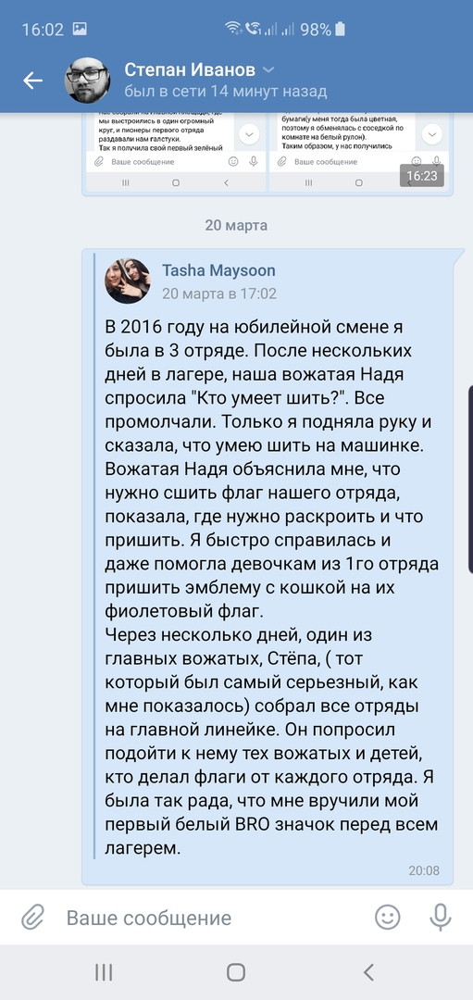 16:02
98%
Степан Иванов
был в сети 14 минут назад
мы выстроились в один огромный
круг, и пионеры первого отряда
раздавали нам галстуки.
Так я получила свой первый зелёный
Ваше сообщение
бумаги(у меня тогда была цветная,
поэтому я обменялась с соседкой по
комнате на белый рулон).
Таким образом, у нас получились
Ваше сообщение
16:23
20 марта
Tasha Maysoon
20 марта в 17:02
В 2016 году на юбилейной смене я
была в 3 отряде. После нескольких
дней в лагере, наша вожатая Надя
спросила "Кто умеет шить?". Все
промолчали. Только я подняла руку и
сказала, что умею шить на машинке.
Вожатая Надя объяснила мне, что
нужно сшить флаг нашего отряда,
показала, где нужно раскроить и что
пришить. Я быстро справилась и
даже помогла девочкам из 1го отряда
пришить эмблему с кошкой на их
фиолетовый флаг.
Через несколько дней, один из
главных вожатых, Стёпа, ( тот
который был самый серьезный, как
мне показалось) собрал все отряды
на главной линейке. Он попросил
подойти к нему тех вожатых и детей,
кто делал флаги от каждого отряда. Я
была так рада, что мне вручили мой
первый белый BRO значок перед всем
лагерем.
20:08
Ваше сообщение